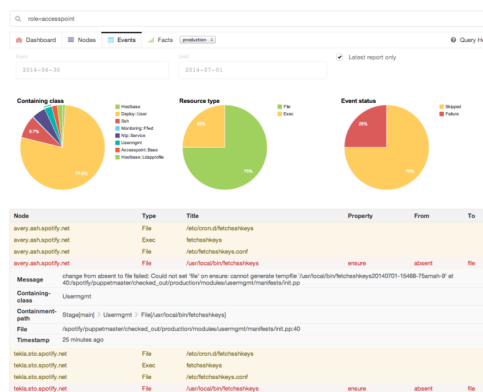 role=accesspoint
Dashboard Nodes Events Facts production
Latest report only
2014-06-30 2014-07-01
Containing class
Hostbase
Deploy::User
Ssh
Monitoring::Ffwd
Ntp::Service
Usermgmt
Accesspoint::Base
Hostbase::Ldapprofile
9.7%
Resource type
File
Exec
25%
75%
Event status
Skipped
Failure
25%
75%
Node Type Title Property From To
avery.ash.spotify.net File /etc/cron.d/fetchsshkeys
avery.ash.spotify.net Exec fetchsshkeys
avery.ash.spotify.net File /etc/fetchsshkeys.conf
avery.ash.spotify.net File /usr/local/bin/fetchsshkeys ensure absent file
Message change from absent to file failed: Could not set 'file' on ensure: cannot generate tempfile '/usr/local/bin/fetchsshkeys20140701-15468-75amsh-9' at
40:/spotify/puppetmaster/checked_out/production/modules/usermgmt/manifests/init.pp
Containing-class Usermgmt
Containment-path Stage[main] > Usermgmt > File[/usr/local/bin/fetchsshkeys]
File /spotify/puppetmaster/checked_out/production/modules/usermgmt/manifests/init.pp:40
Timestamp 25 minutes ago
tekla.sto.spotify.net File /etc/cron.d/fetchsshkeys
tekla.sto.spotify.net Exec fetchsshkeys
tekla.sto.spotify.net File /etc/fetchsshkeys.conf
tekla.sto.spotify.net File /usr/local/bin/fetchsshkeys ensure absent file